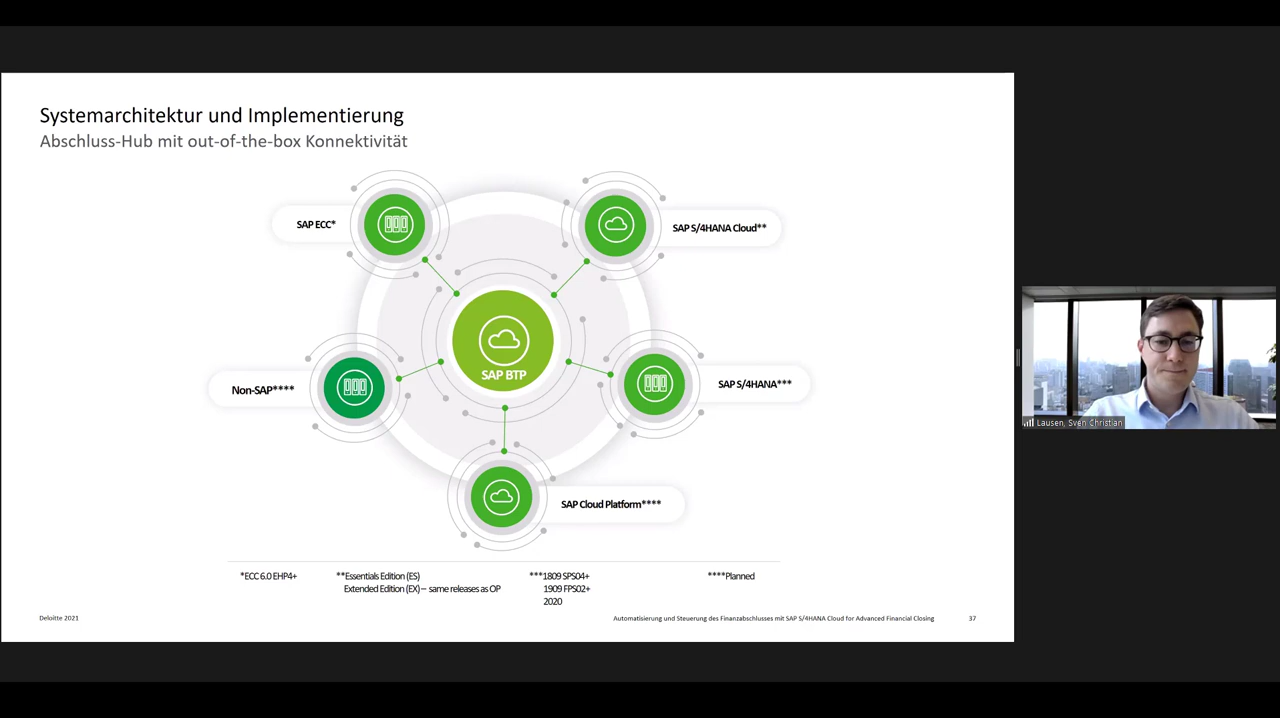 Systemarchitektur und Implementierung
Abschluss-Hub mit out-of-the-box Konnektivität
SAP ECC*
SAP S/4HANA Cloud**
SAP BTP
Non-SAP****
SAP S/4HANA***
SAP Cloud Platform****
*ECC 6.0 EHP4+
**Essentials Edition (ES)
Extended Edition (EX) – same releases as OP
***1809 SPS04+
1909 FPS02+
2020
****Planned
Deloitte 2021
Automatisierung und Steuerung des Finanzabschlusses mit SAP S/4HANA Cloud for Advanced Financial Closing
37
Lausen, Sven Christian